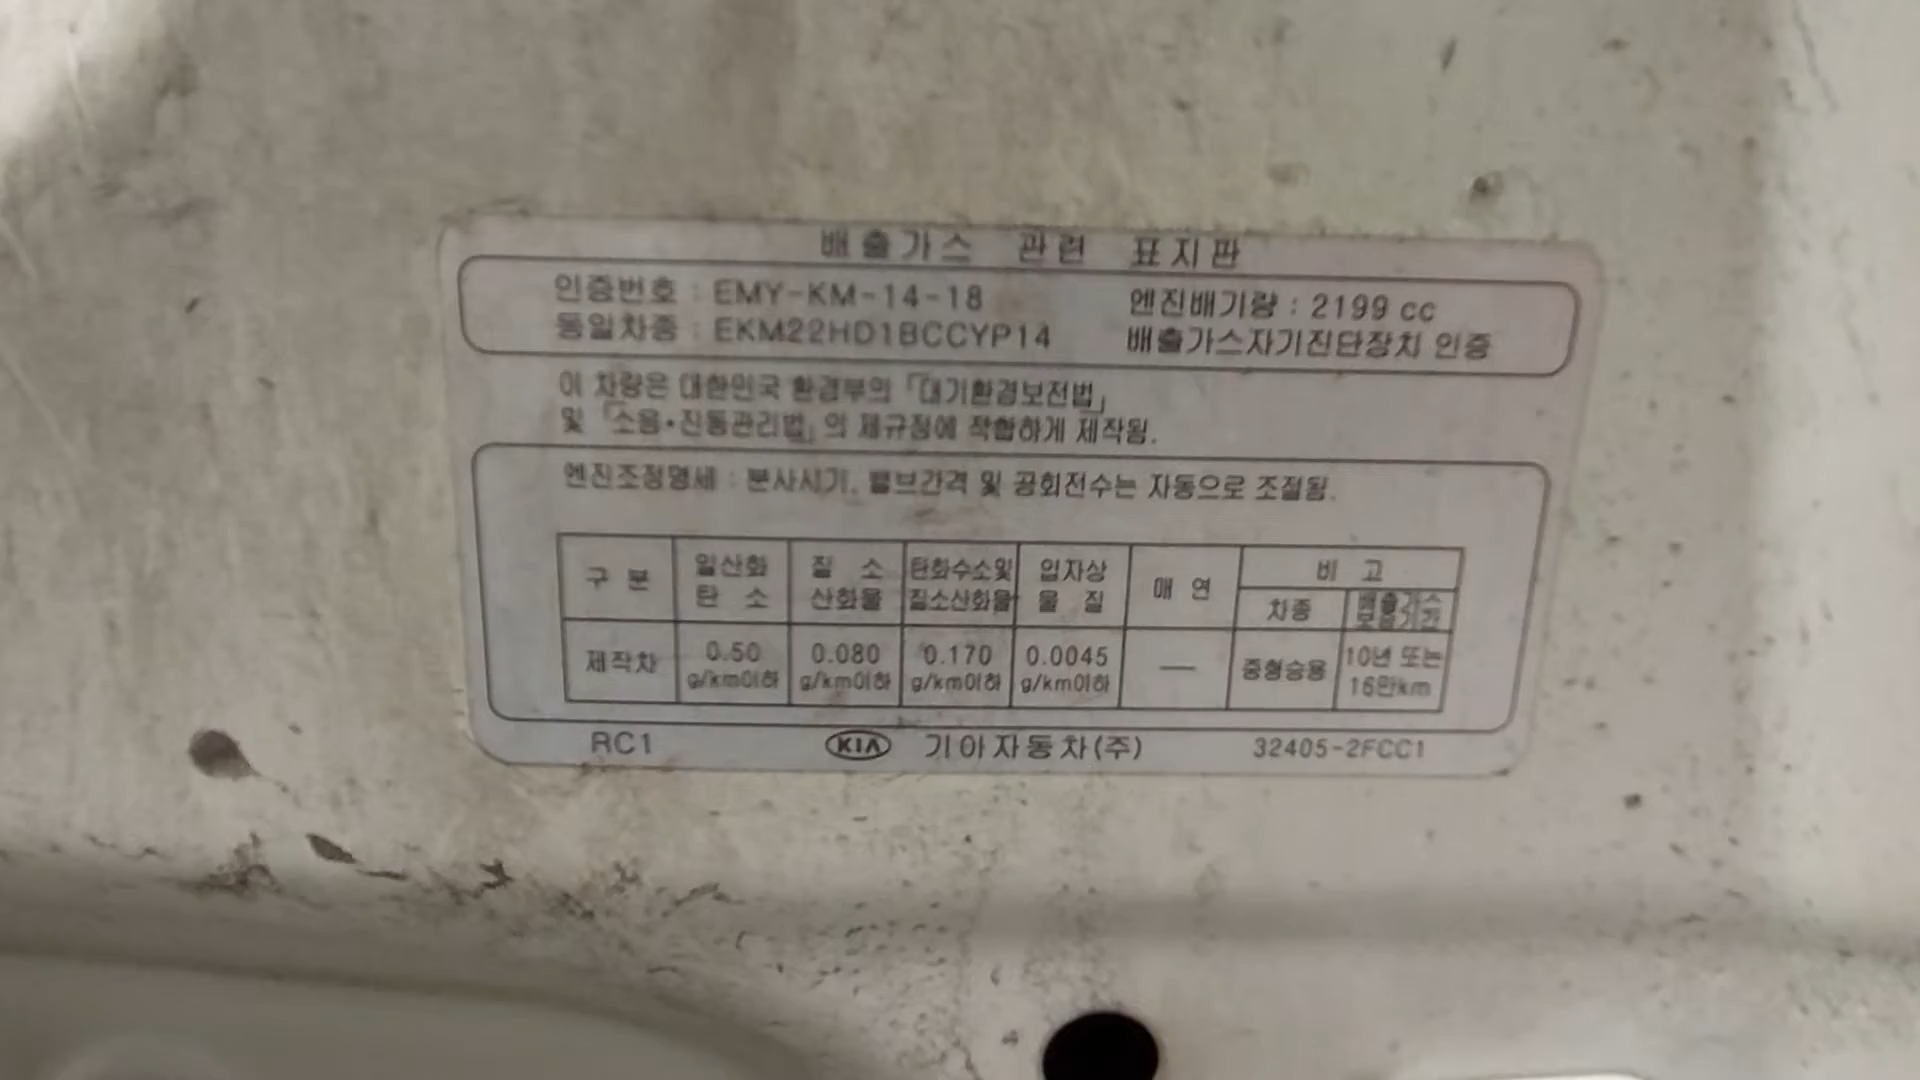 배출가스 관련 표지판
인증번호 : EMY-KM-14-18 엔진배기량 : 2199 cc
동일차종 : EKM22HD1BCCYP14 배출가스자기진단장치 인증
이 차량은 대한민국 환경부의 「대기환경보전법」
및 「소음·진동관리법」의 제규정에 적합하게 제작됨.
엔진조정명세 : 분사시기, 밸브간격 및 공회전수는 자동으로 조절됨.
구 분 일산화 탄 소 질 소 산화물 탄화수소및 질소산화물 입자상 물 질 매 연 비 고
차종 배출가스 보증기간
제작차 0.50 g/km이하 0.080 g/km이하 0.170 g/km이하 0.0045 g/km이하 — 중형승용 10년 또는 16만km
RC1 KIA 기아자동차(주) 32405-2FCC1